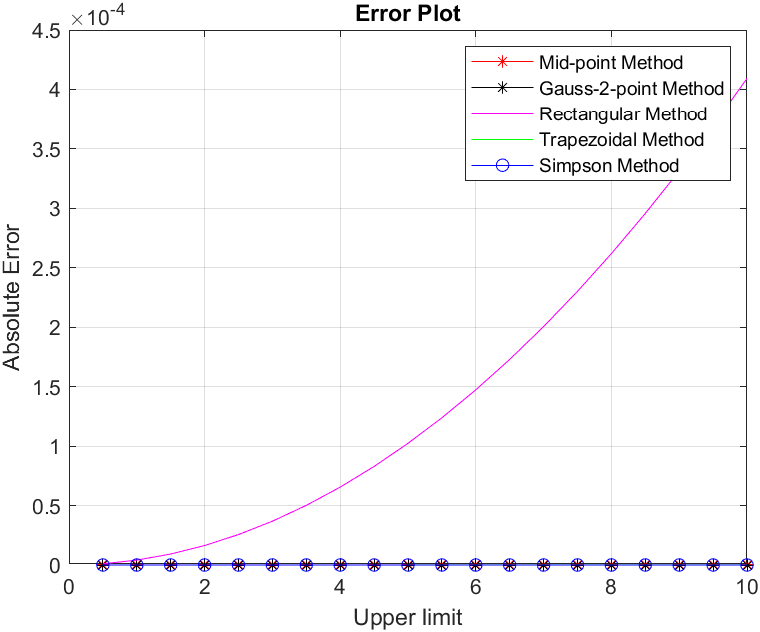 Error Plot
×10-4
4.5
4
3.5
3
2.5
2
1.5
1
0.5
0
Absolute Error
Mid-point Method
Gauss-2-point Method
Rectangular Method
Trapezoidal Method
Simpson Method
0 2 4 6 8 10
Upper limit